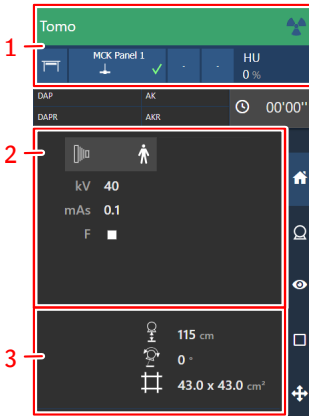 1
Tomo
MCK Panel 1
-
-
HU
0 %
DAP
AK
DAPR
AKR
00'00''
2
kV 40
mAs 0.1
F
3
115 cm
0 °
43.0 x 43.0 cm²